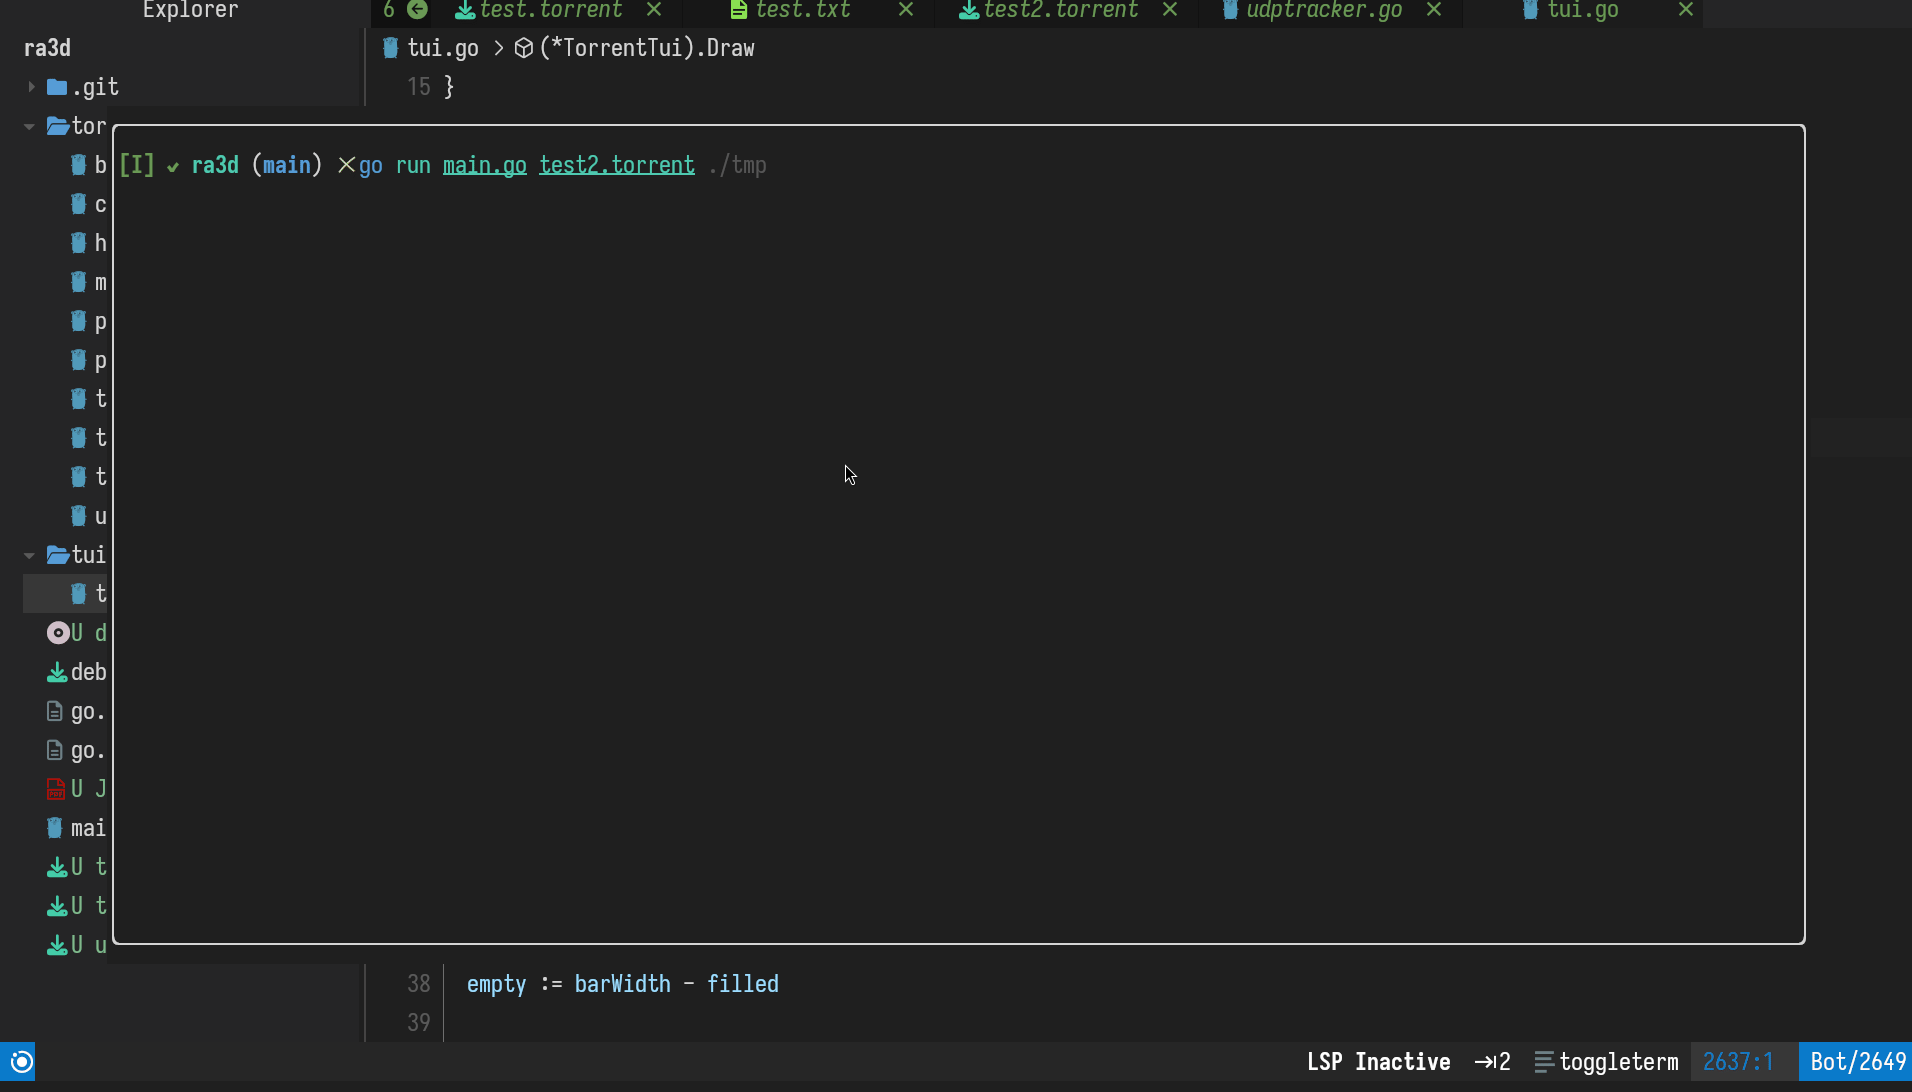 Explorer
6 test.torrent test.txt test2.torrent udptracker.go tui.go
ra3d
tui.go > (*TorrentTui).Draw
.git
15 }
tor
b
[I] ✓ ra3d (main) ✕go run main.go test2.torrent ./tmp
c
h
m
p
p
t
t
t
u
tui
t
U d
deb
go.
go.
U J
mai
U t
U t
U u
38 empty := barWidth - filled
39
LSP Inactive 2 toggleterm 2637:1 Bot/2649